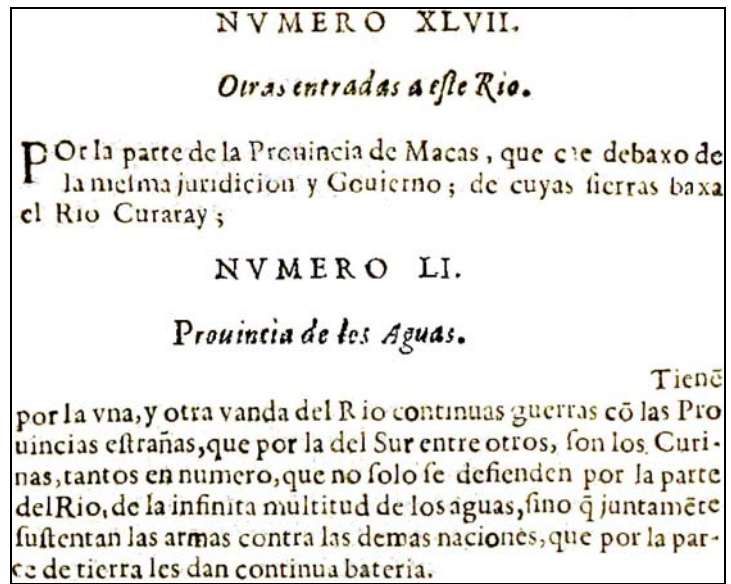 NVMERO XLVII.
Otras entradas a eſte Rio.
POr la parte de la Prouincia de Macas, que cae debaxo de
la meſma juridicion y Gouierno; de cuyas ſierras baxa
el Rio Curaray;
NVMERO LI.
Prouincia de los Aguas.
Tienē
por la vna, y otra vanda del Rio continuas guerras cō las Pro
uincias eſtrañas, que por la del Sur entre otros, ſon los Curi-
nas, tantos en numero, que no ſolo ſe defienden por la parte
del Rio, de la infinita multitud de los aguas, ſino q̄ juntamēte
ſuſtentan las armas contra las demas naciones, que por la par-
te de tierra les dan continua bateria.